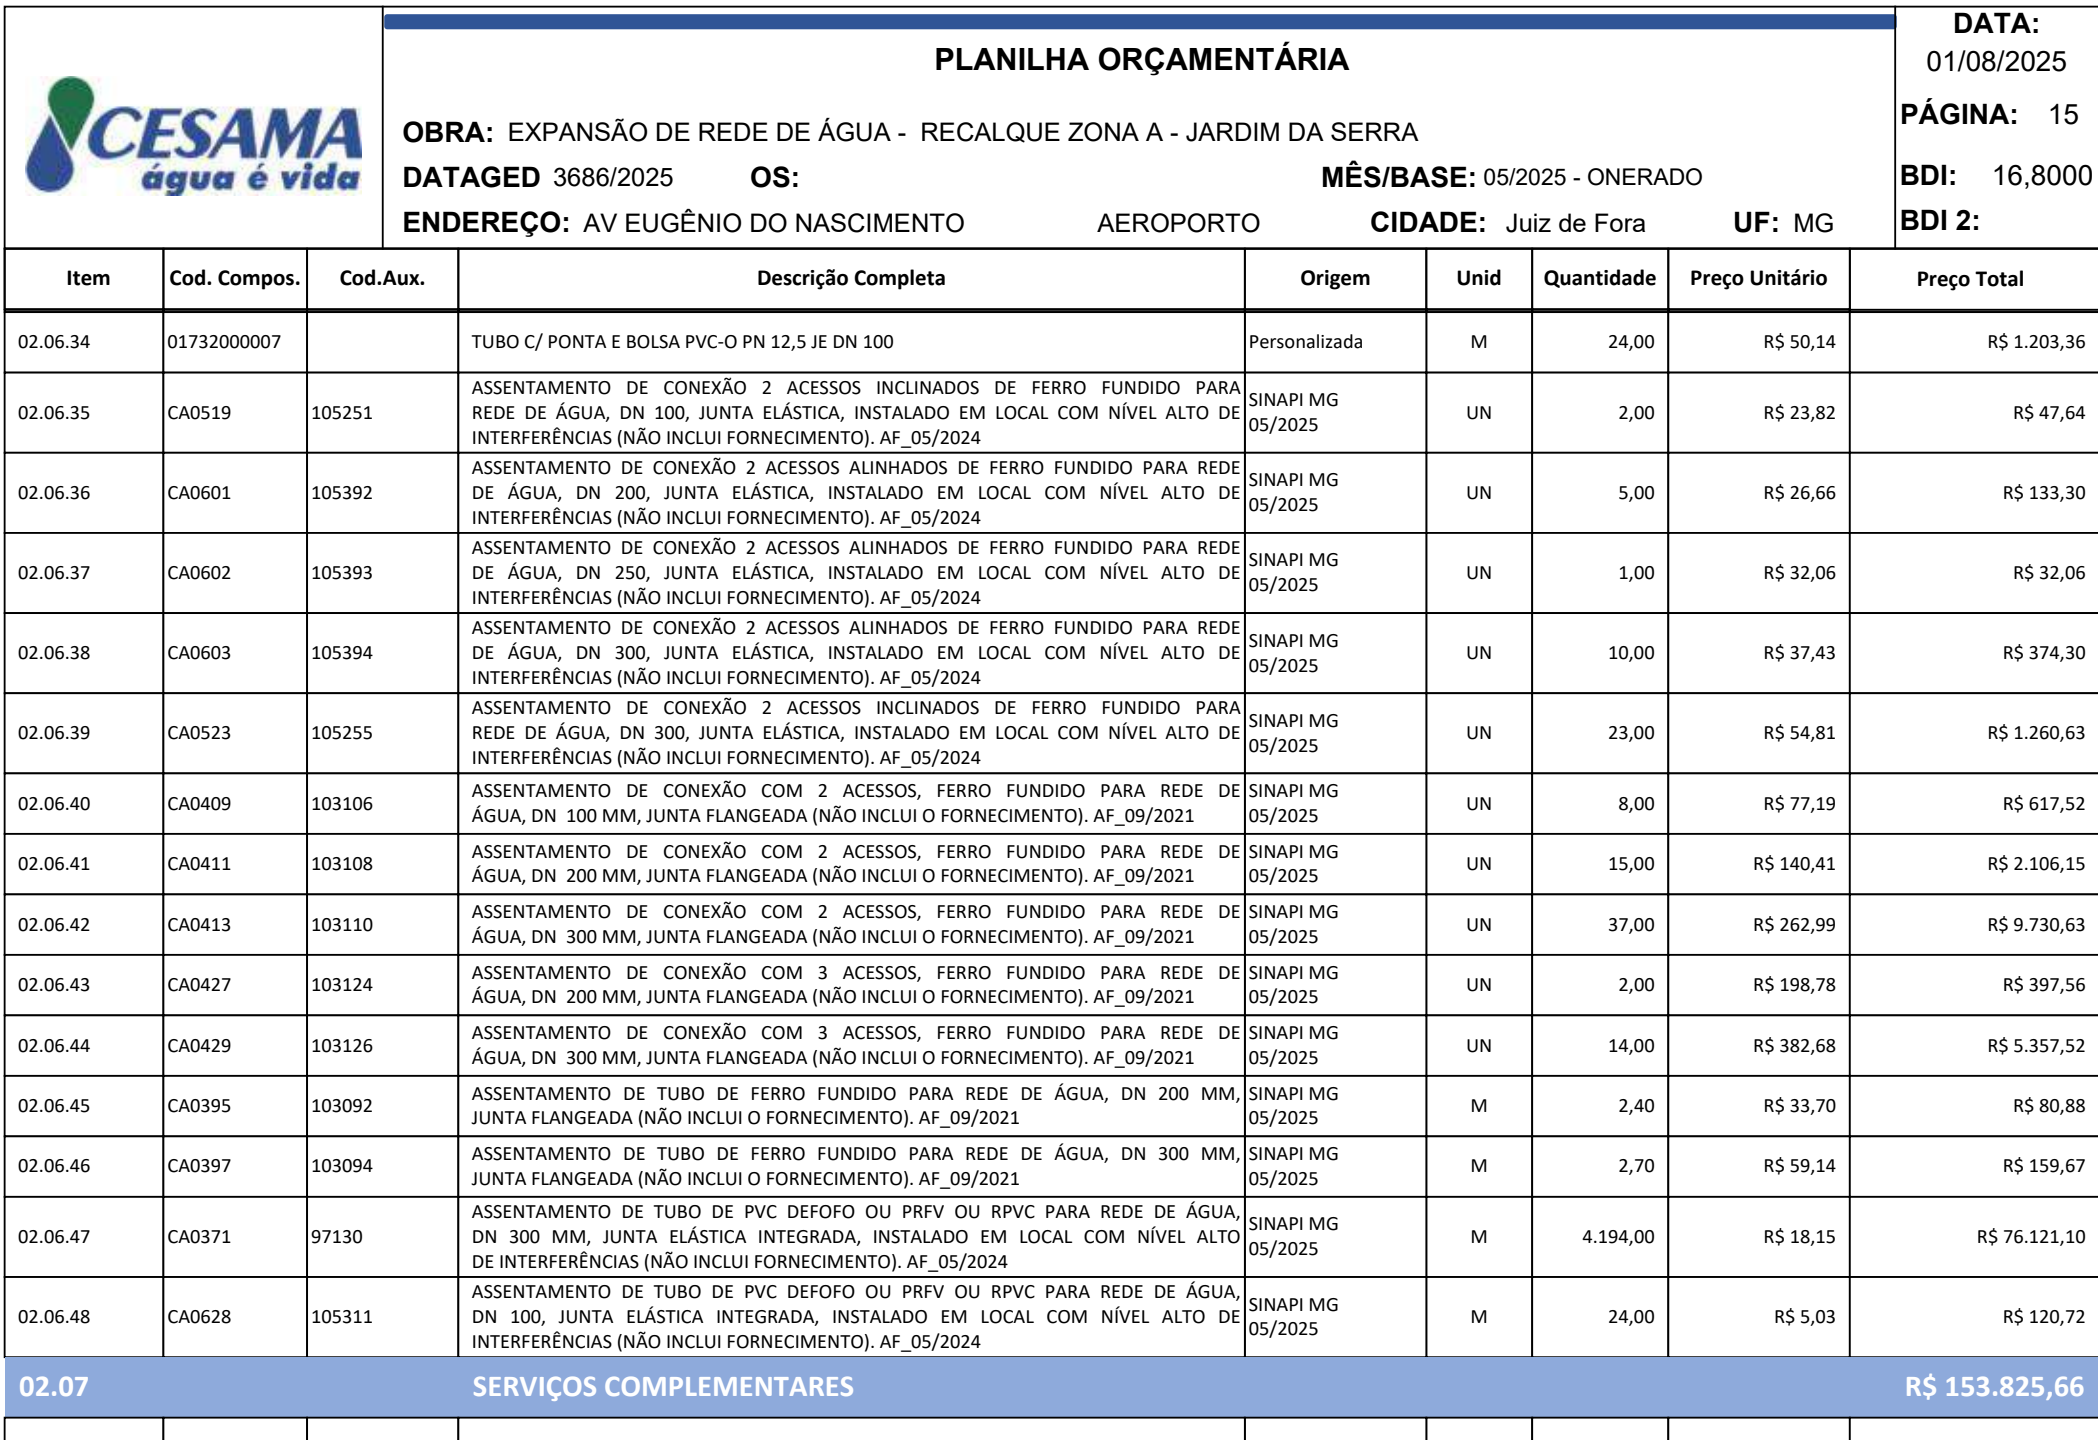 CESAMA
água é vida
PLANILHA ORÇAMENTÁRIA
OBRA: EXPANSÃO DE REDE DE ÁGUA - RECALQUE ZONA A - JARDIM DA SERRA
DATAGED 3686/2025 OS: MÊS/BASE: 05/2025 - ONERADO
ENDEREÇO: AV EUGÊNIO DO NASCIMENTO AEROPORTO CIDADE: Juiz de Fora UF: MG
DATA:
01/08/2025
PÁGINA: 15
BDI: 16,8000
BDI 2:
Item Cod. Compos. Cod.Aux. Descrição Completa Origem Unid Quantidade Preço Unitário Preço Total
02.06.34 01732000007 TUBO C/ PONTA E BOLSA PVC-O PN 12,5 JE DN 100 Personalizada M 24,00 R$ 50,14 R$ 1.203,36
02.06.35 CA0519 105251
ASSENTAMENTO DE CONEXÃO 2 ACESSOS INCLINADOS DE FERRO FUNDIDO PARA
REDE DE ÁGUA, DN 100, JUNTA ELÁSTICA, INSTALADO EM LOCAL COM NÍVEL ALTO DE
INTERFERÊNCIAS (NÃO INCLUI FORNECIMENTO). AF_05/2024
SINAPI MG
05/2025
UN 2,00 R$ 23,82 R$ 47,64
02.06.36 CA0601 105392
ASSENTAMENTO DE CONEXÃO 2 ACESSOS ALINHADOS DE FERRO FUNDIDO PARA REDE
DE ÁGUA, DN 200, JUNTA ELÁSTICA, INSTALADO EM LOCAL COM NÍVEL ALTO DE
INTERFERÊNCIAS (NÃO INCLUI FORNECIMENTO). AF_05/2024
SINAPI MG
05/2025
UN 5,00 R$ 26,66 R$ 133,30
02.06.37 CA0602 105393
ASSENTAMENTO DE CONEXÃO 2 ACESSOS ALINHADOS DE FERRO FUNDIDO PARA REDE
DE ÁGUA, DN 250, JUNTA ELÁSTICA, INSTALADO EM LOCAL COM NÍVEL ALTO DE
INTERFERÊNCIAS (NÃO INCLUI FORNECIMENTO). AF_05/2024
SINAPI MG
05/2025
UN 1,00 R$ 32,06 R$ 32,06
02.06.38 CA0603 105394
ASSENTAMENTO DE CONEXÃO 2 ACESSOS ALINHADOS DE FERRO FUNDIDO PARA REDE
DE ÁGUA, DN 300, JUNTA ELÁSTICA, INSTALADO EM LOCAL COM NÍVEL ALTO DE
INTERFERÊNCIAS (NÃO INCLUI FORNECIMENTO). AF_05/2024
SINAPI MG
05/2025
UN 10,00 R$ 37,43 R$ 374,30
02.06.39 CA0523 105255
ASSENTAMENTO DE CONEXÃO 2 ACESSOS INCLINADOS DE FERRO FUNDIDO PARA
REDE DE ÁGUA, DN 300, JUNTA ELÁSTICA, INSTALADO EM LOCAL COM NÍVEL ALTO DE
INTERFERÊNCIAS (NÃO INCLUI FORNECIMENTO). AF_05/2024
SINAPI MG
05/2025
UN 23,00 R$ 54,81 R$ 1.260,63
02.06.40 CA0409 103106
ASSENTAMENTO DE CONEXÃO COM 2 ACESSOS, FERRO FUNDIDO PARA REDE DE
ÁGUA, DN 100 MM, JUNTA FLANGEADA (NÃO INCLUI O FORNECIMENTO). AF_09/2021
SINAPI MG
05/2025
UN 8,00 R$ 77,19 R$ 617,52
02.06.41 CA0411 103108
ASSENTAMENTO DE CONEXÃO COM 2 ACESSOS, FERRO FUNDIDO PARA REDE DE
ÁGUA, DN 200 MM, JUNTA FLANGEADA (NÃO INCLUI O FORNECIMENTO). AF_09/2021
SINAPI MG
05/2025
UN 15,00 R$ 140,41 R$ 2.106,15
02.06.42 CA0413 103110
ASSENTAMENTO DE CONEXÃO COM 2 ACESSOS, FERRO FUNDIDO PARA REDE DE
ÁGUA, DN 300 MM, JUNTA FLANGEADA (NÃO INCLUI O FORNECIMENTO). AF_09/2021
SINAPI MG
05/2025
UN 37,00 R$ 262,99 R$ 9.730,63
02.06.43 CA0427 103124
ASSENTAMENTO DE CONEXÃO COM 3 ACESSOS, FERRO FUNDIDO PARA REDE DE
ÁGUA, DN 200 MM, JUNTA FLANGEADA (NÃO INCLUI O FORNECIMENTO). AF_09/2021
SINAPI MG
05/2025
UN 2,00 R$ 198,78 R$ 397,56
02.06.44 CA0429 103126
ASSENTAMENTO DE CONEXÃO COM 3 ACESSOS, FERRO FUNDIDO PARA REDE DE
ÁGUA, DN 300 MM, JUNTA FLANGEADA (NÃO INCLUI O FORNECIMENTO). AF_09/2021
SINAPI MG
05/2025
UN 14,00 R$ 382,68 R$ 5.357,52
02.06.45 CA0395 103092
ASSENTAMENTO DE TUBO DE FERRO FUNDIDO PARA REDE DE ÁGUA, DN 200 MM,
JUNTA FLANGEADA (NÃO INCLUI O FORNECIMENTO). AF_09/2021
SINAPI MG
05/2025
M 2,40 R$ 33,70 R$ 80,88
02.06.46 CA0397 103094
ASSENTAMENTO DE TUBO DE FERRO FUNDIDO PARA REDE DE ÁGUA, DN 300 MM,
JUNTA FLANGEADA (NÃO INCLUI O FORNECIMENTO). AF_09/2021
SINAPI MG
05/2025
M 2,70 R$ 59,14 R$ 159,67
02.06.47 CA0371 97130
ASSENTAMENTO DE TUBO DE PVC DEFOFO OU PRFV OU RPVC PARA REDE DE ÁGUA,
DN 300 MM, JUNTA ELÁSTICA INTEGRADA, INSTALADO EM LOCAL COM NÍVEL ALTO
DE INTERFERÊNCIAS (NÃO INCLUI FORNECIMENTO). AF_05/2024
SINAPI MG
05/2025
M 4.194,00 R$ 18,15 R$ 76.121,10
02.06.48 CA0628 105311
ASSENTAMENTO DE TUBO DE PVC DEFOFO OU PRFV OU RPVC PARA REDE DE ÁGUA,
DN 100, JUNTA ELÁSTICA INTEGRADA, INSTALADO EM LOCAL COM NÍVEL ALTO DE
INTERFERÊNCIAS (NÃO INCLUI FORNECIMENTO). AF_05/2024
SINAPI MG
05/2025
M 24,00 R$ 5,03 R$ 120,72
02.07 SERVIÇOS COMPLEMENTARES R$ 153.825,66